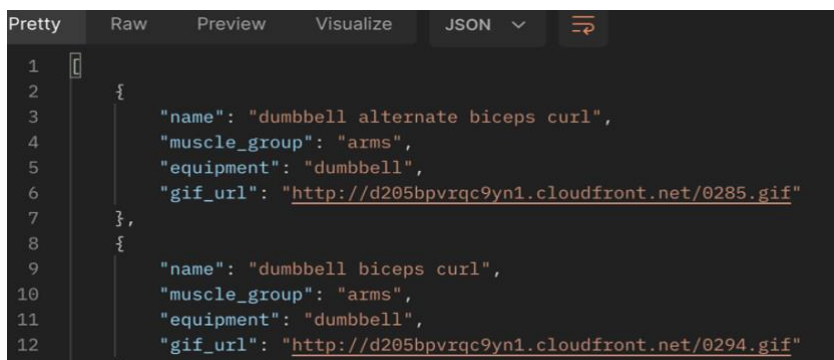 Pretty Raw Preview Visualize JSON
1 [
2 {
3 "name": "dumbbell alternate biceps curl",
4 "muscle_group": "arms",
5 "equipment": "dumbbell",
6 "gif_url": "http://d205bpvrqc9yn1.cloudfront.net/0285.gif"
7 },
8 {
9 "name": "dumbbell biceps curl",
10 "muscle_group": "arms",
11 "equipment": "dumbbell",
12 "gif_url": "http://d205bpvrqc9yn1.cloudfront.net/0294.gif"